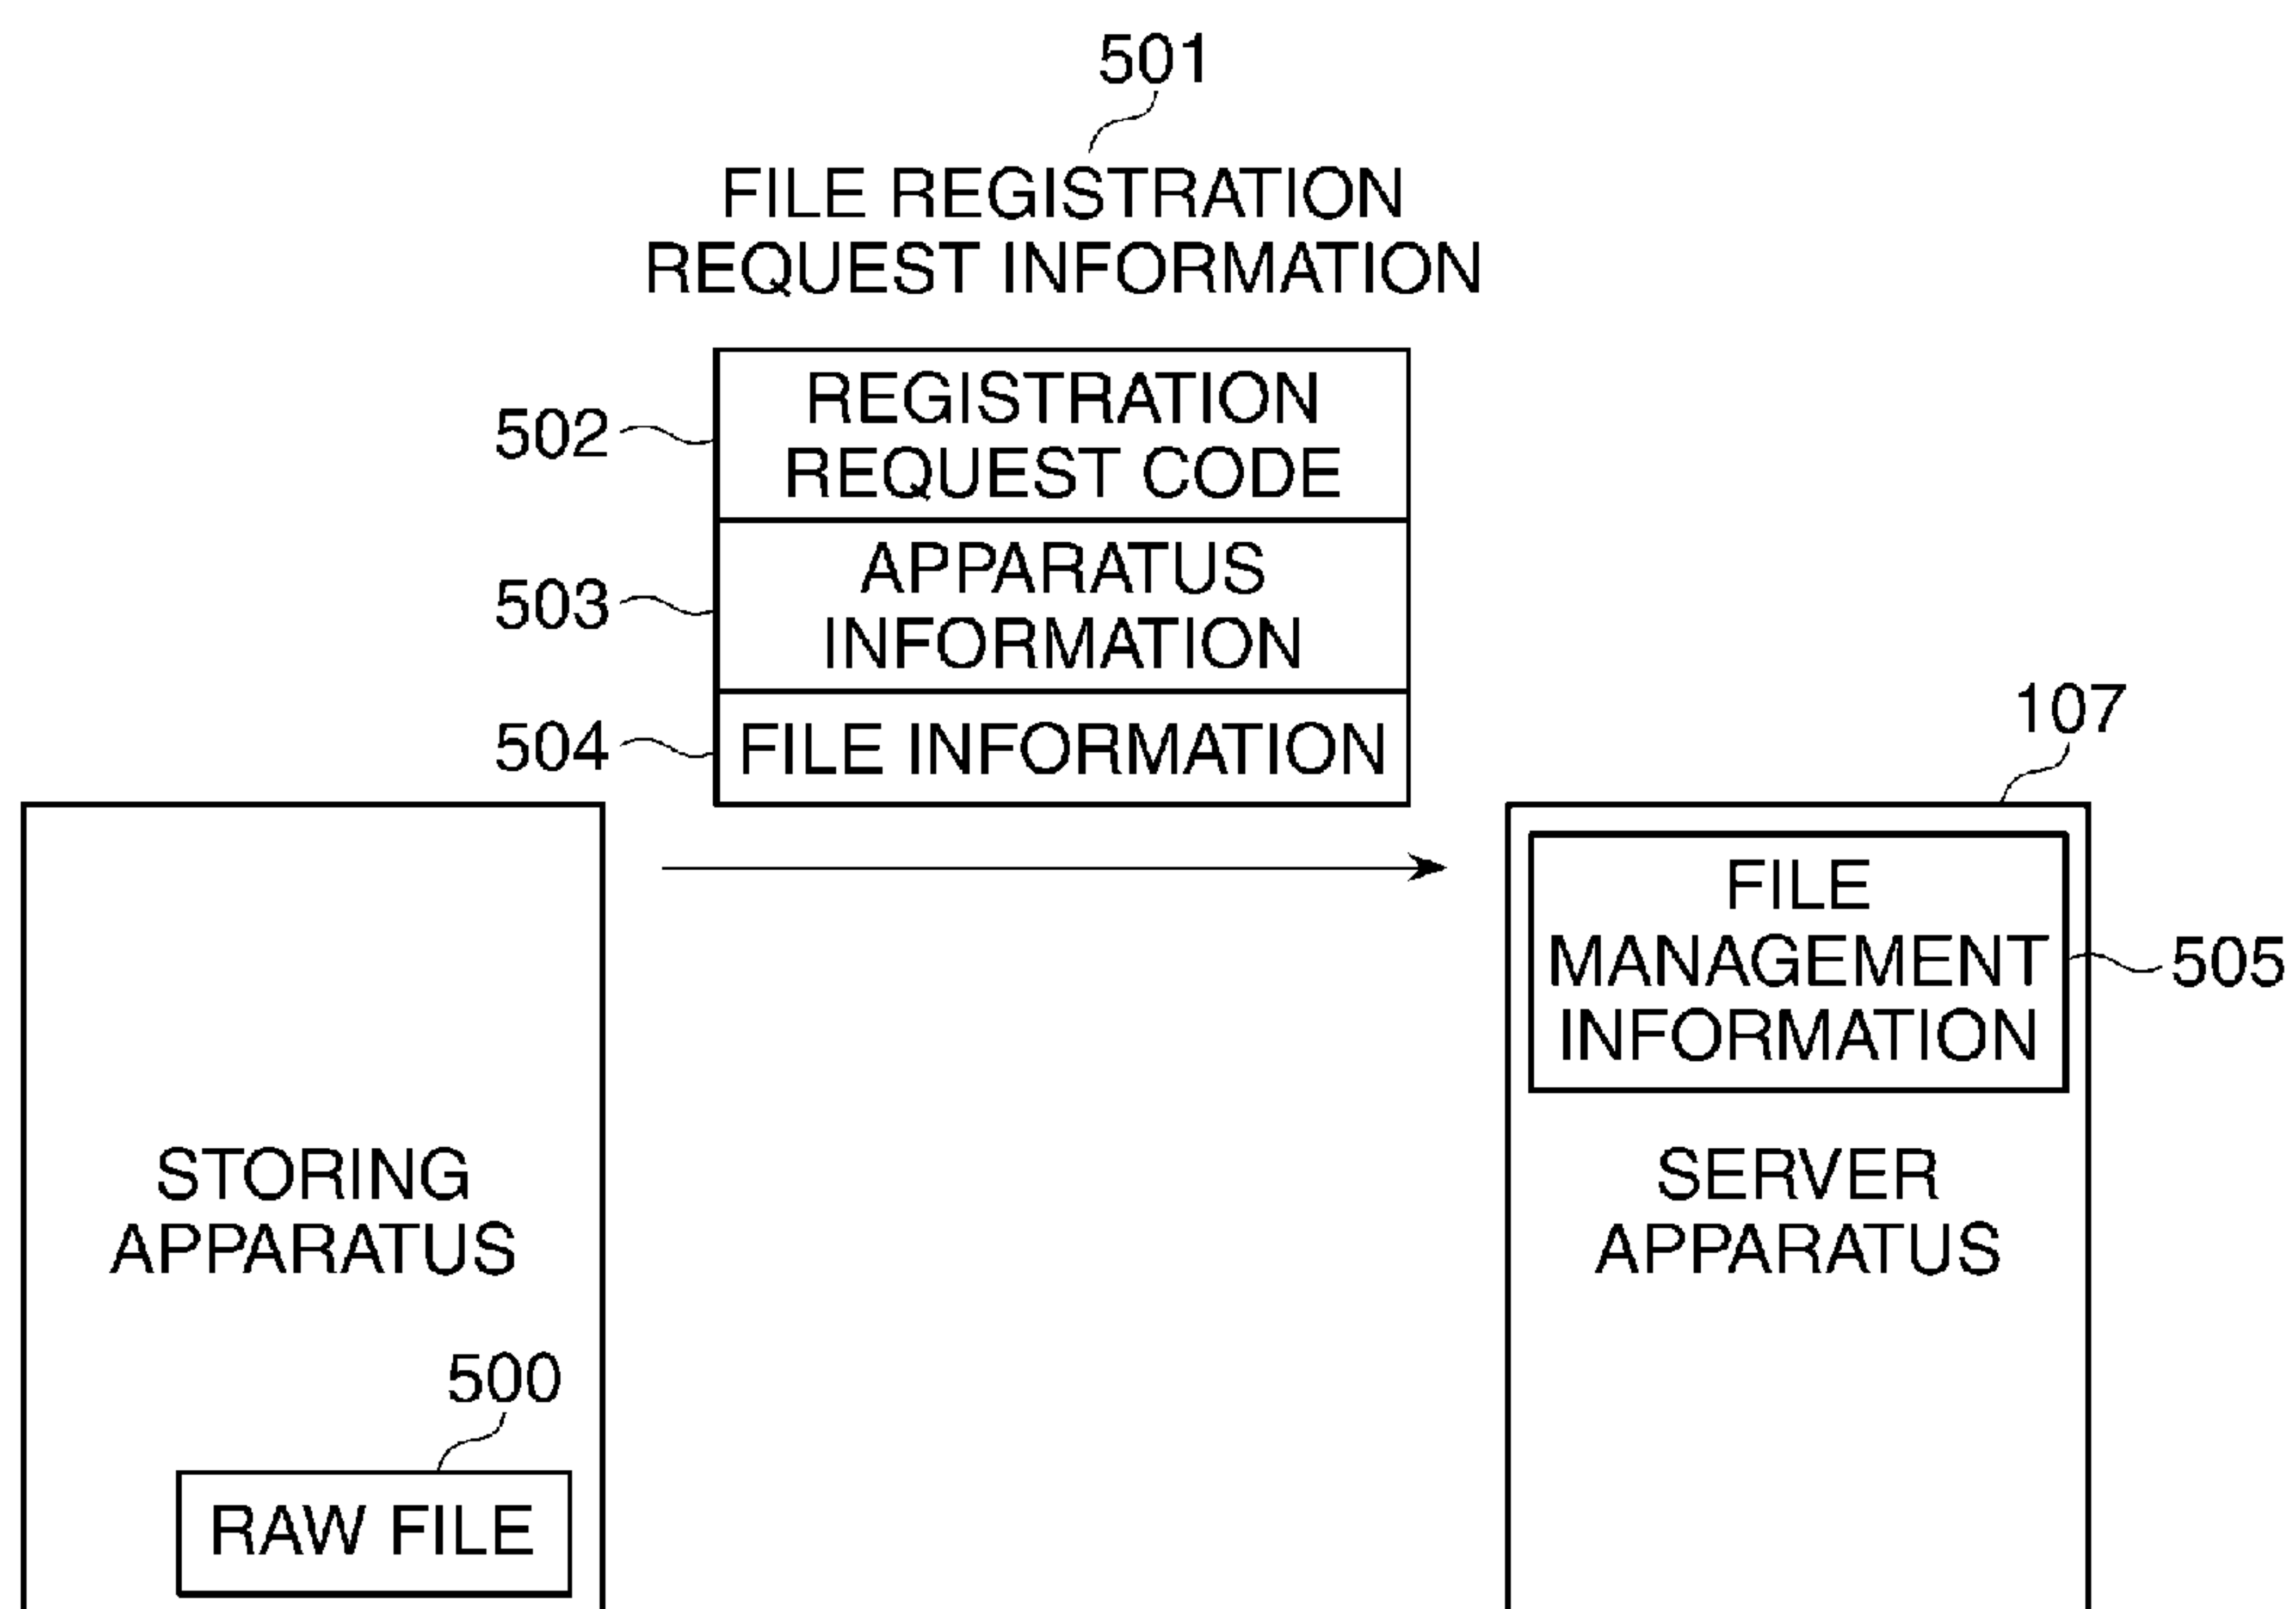 501
FILE REGISTRATION
REQUEST INFORMATION
502
REGISTRATION
REQUEST CODE
503
APPARATUS
INFORMATION
504
FILE INFORMATION
107
FILE
MANAGEMENT
INFORMATION
505
STORING
APPARATUS
SERVER
APPARATUS
500
RAW FILE